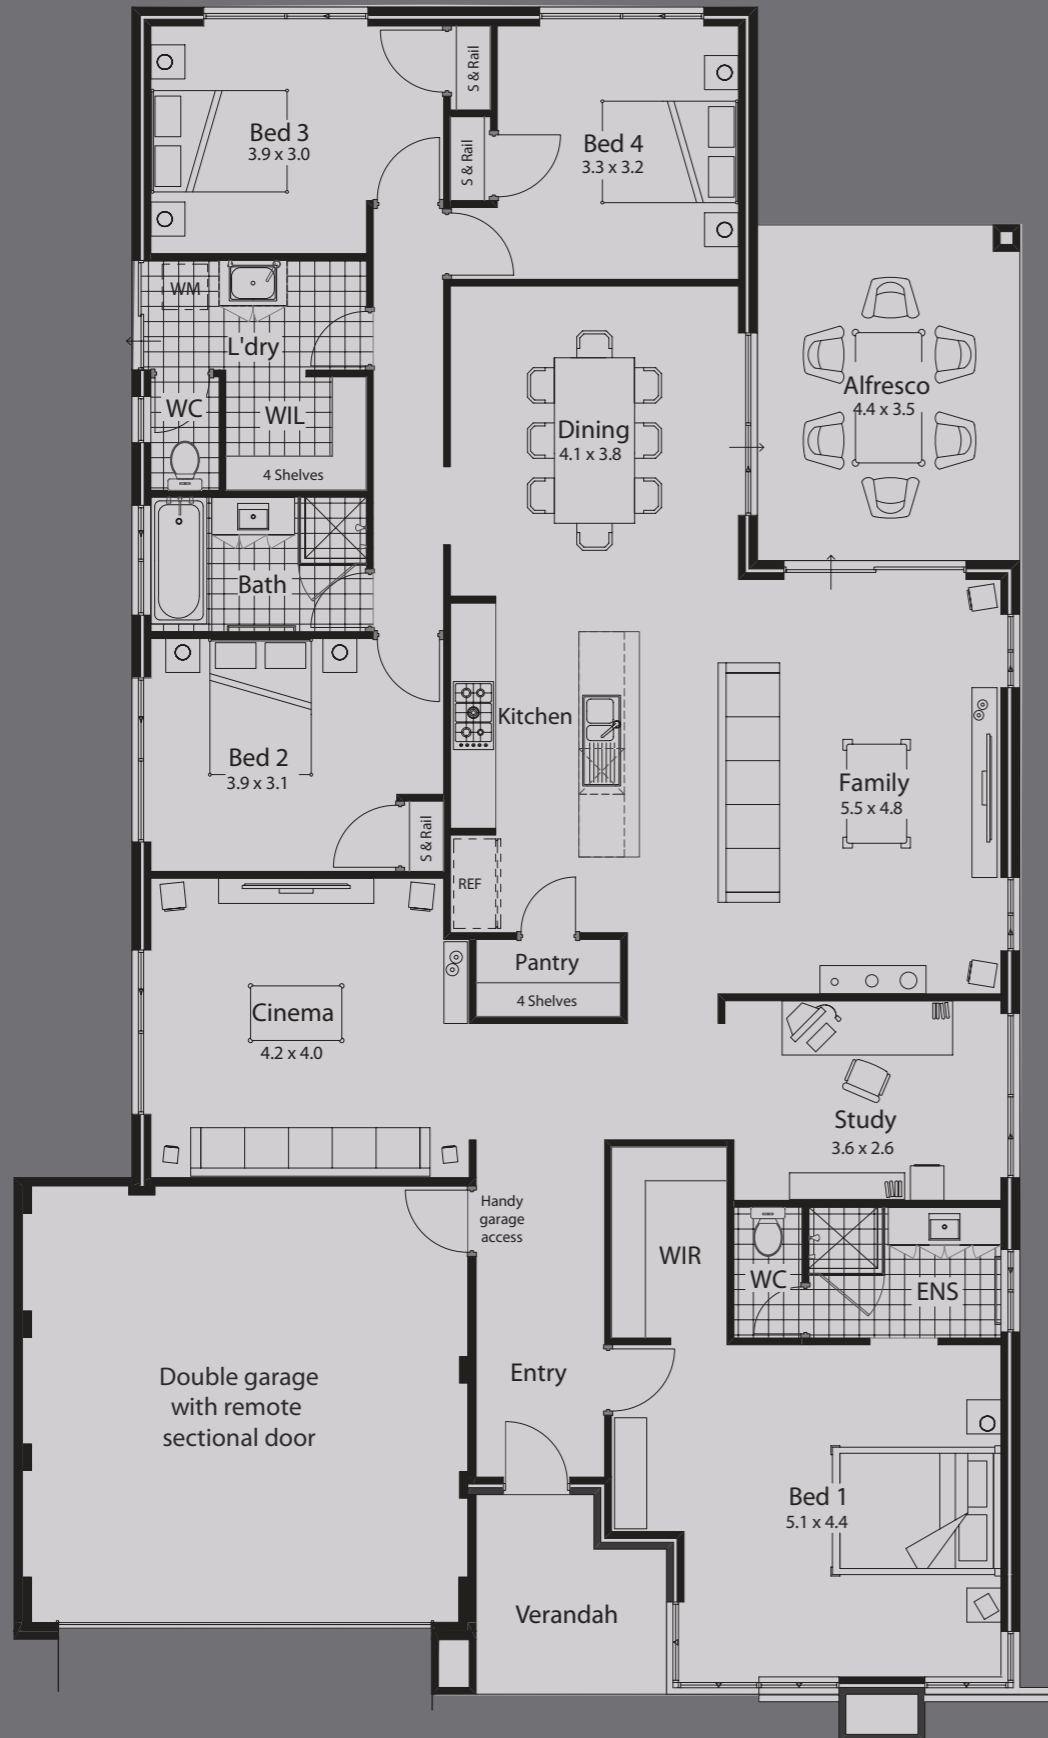 S & Rail
Bed 3
3.9 x 3.0
Bed 4
3.3 x 3.2
S & Rail
WM
L'dry
WC
WIL
4 Shelves
Dining
4.1 x 3.8
Alfresco
4.4 x 3.5
Bath
Kitchen
Bed 2
3.9 x 3.1
S & Rail
Family
5.5 x 4.8
REF
Pantry
4 Shelves
Cinema
4.2 x 4.0
Study
3.6 x 2.6
Handy
garage
access
WIR
WC
ENS
Entry
Double garage
with remote
sectional door
Bed 1
5.1 x 4.4
Verandah